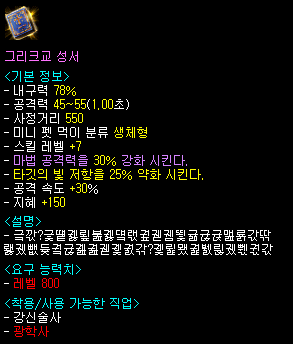 그리크교 성서
<기본 정보>
- 내구력 78%
- 공격력 45~55(1.00초)
- 사정거리 550
- 미니 펫 먹이 분류 생체형
- 스킬 레벨 +7
- 마법 공격력을 30% 강화 시킨다.
- 타깃의 빛 저항을 25% 약화 시킨다.
- 공격 속도 +30%
- 지혜 +150
<설명>
<요구 능력치>
- 레벨 800
<착용/사용 가능한 직업>
- 강신술사
- 광학사